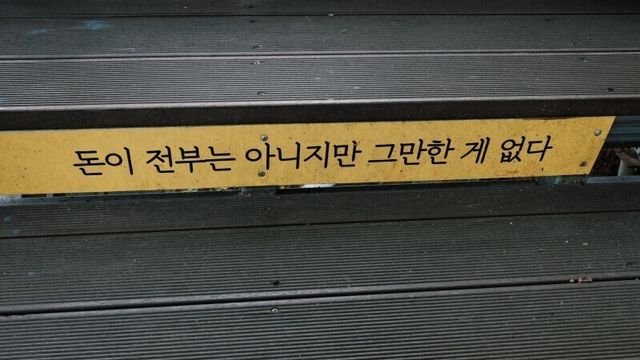 돈이 전부는 아니지만 그만한 게 없다